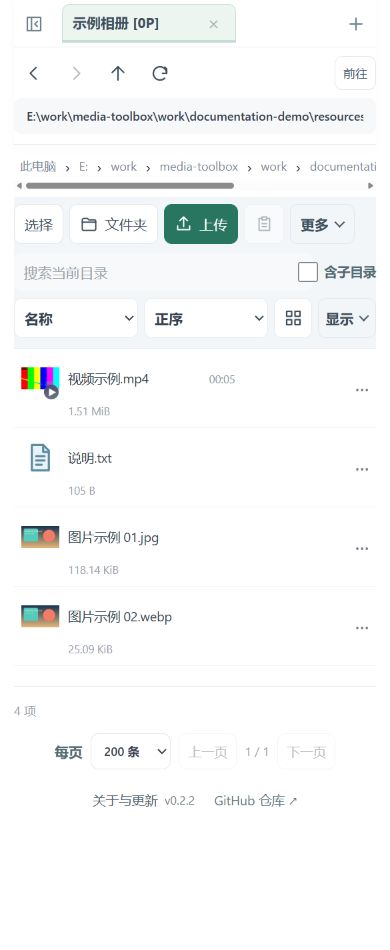 示例相册 [0P]
前往
E:\work\media-toolbox\work\documentation-demo\resources
此电脑 › E: › work › media-toolbox › work › documentati
选择 文件夹 上传 更多
搜索当前目录 含子目录
名称 正序 显示
视频示例.mp4 00:05
1.51 MiB
说明.txt
105 B
图片示例 01.jpg
118.14 KiB
图片示例 02.webp
25.09 KiB
4 项
每页 200 条 上一页 1 / 1 下一页
关于与更新 v0.2.2 GitHub 仓库 ↗